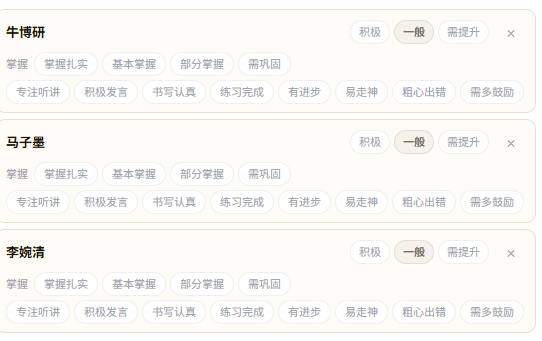 牛博研 积极 一般 需提升 ×
掌握 掌握扎实 基本掌握 部分掌握 需巩固
专注听讲 积极发言 书写认真 练习完成 有进步 易走神 粗心出错 需多鼓励
马子墨 积极 一般 需提升 ×
掌握 掌握扎实 基本掌握 部分掌握 需巩固
专注听讲 积极发言 书写认真 练习完成 有进步 易走神 粗心出错 需多鼓励
李婉清 积极 一般 需提升 ×
掌握 掌握扎实 基本掌握 部分掌握 需巩固
专注听讲 积极发言 书写认真 练习完成 有进步 易走神 粗心出错 需多鼓励